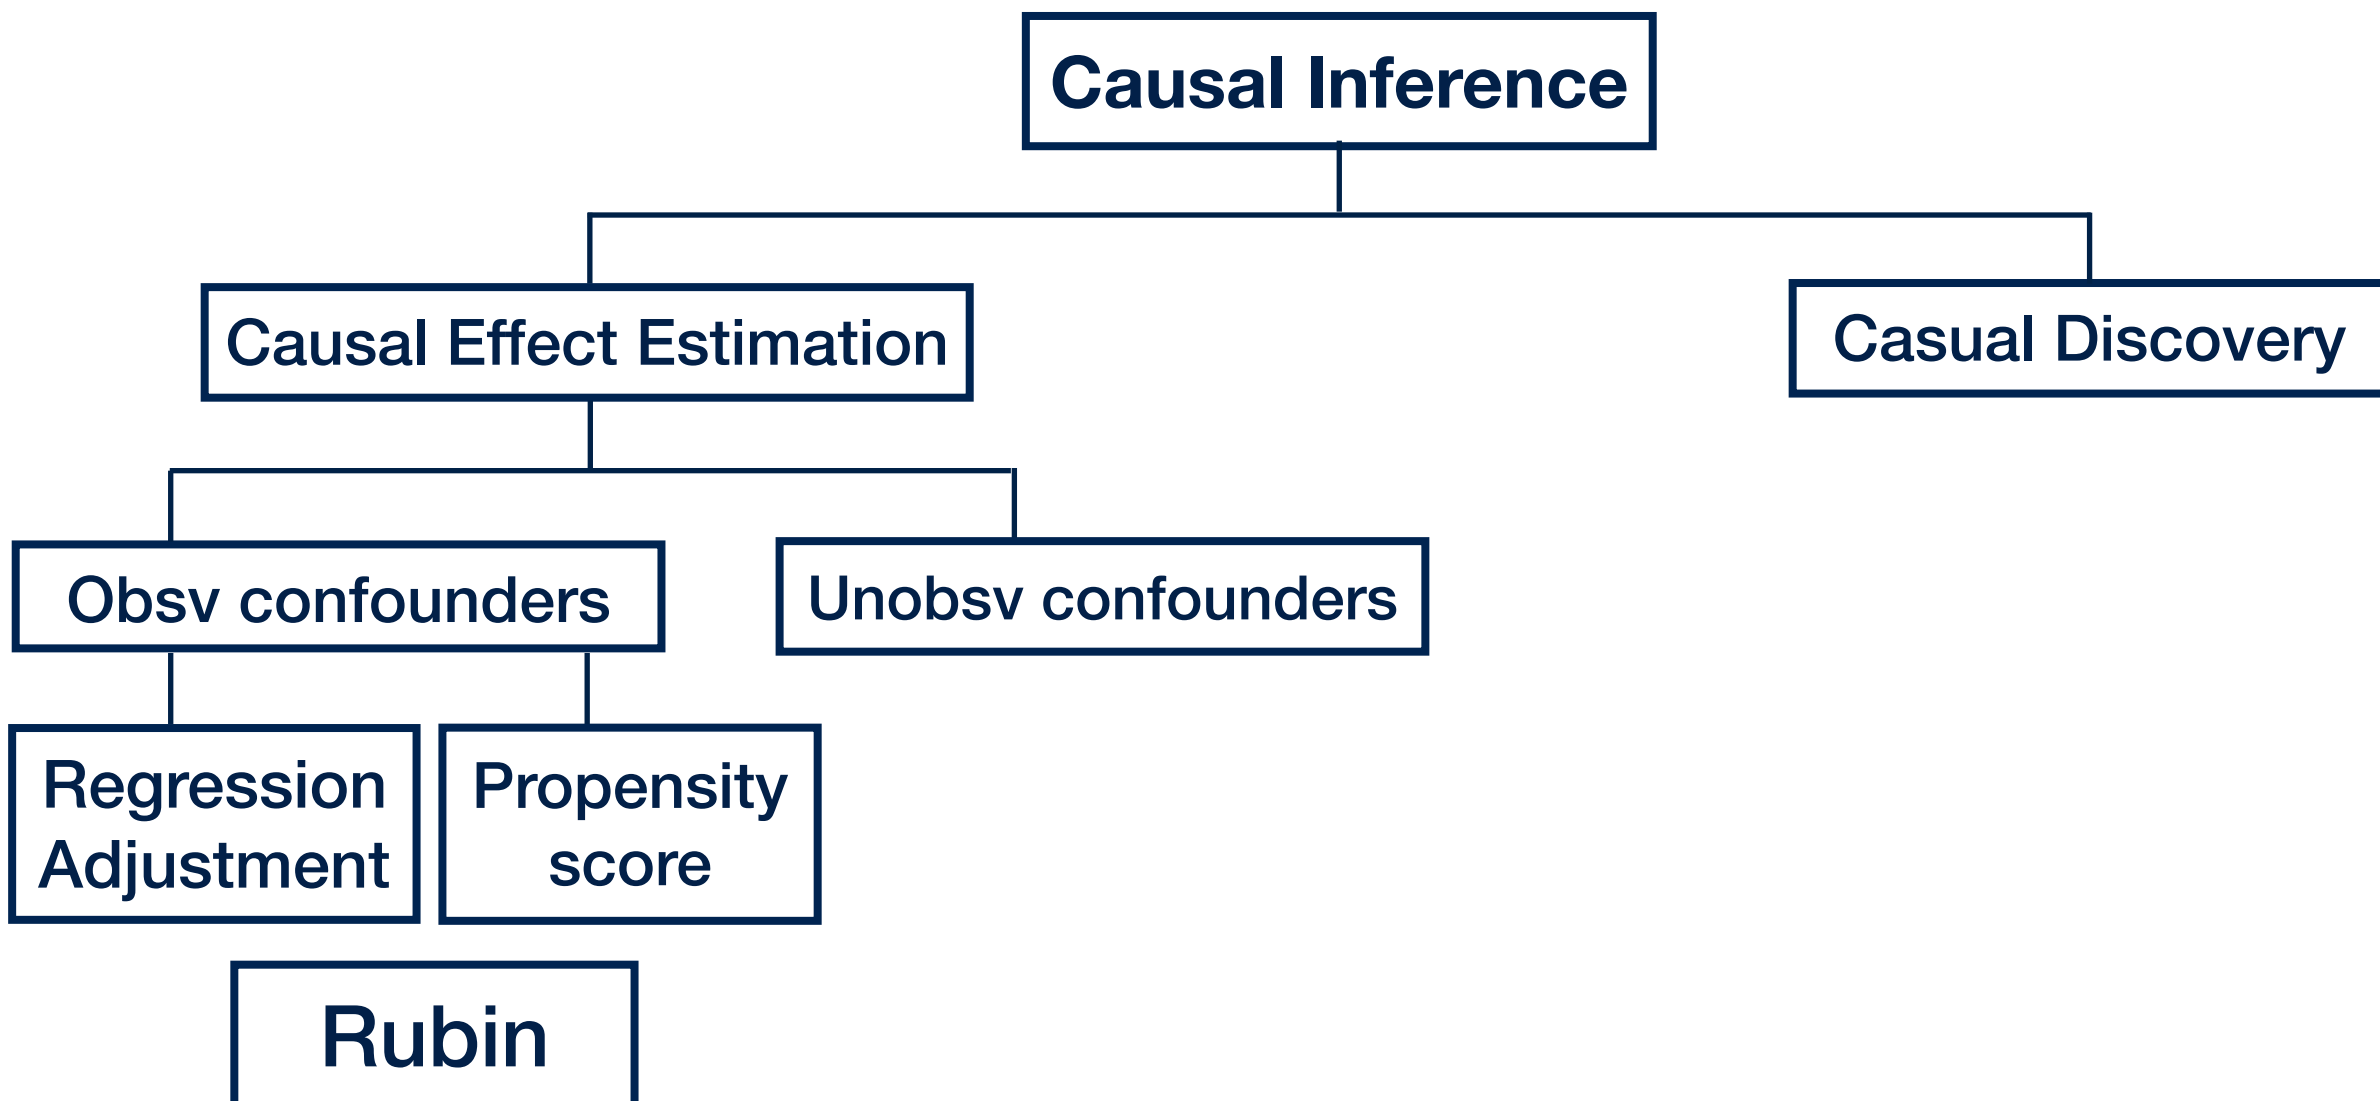 Causal Inference
Causal Effect Estimation
Casual Discovery
Obsv confounders
Unobsv confounders
Regression
Adjustment
Propensity
score
Rubin